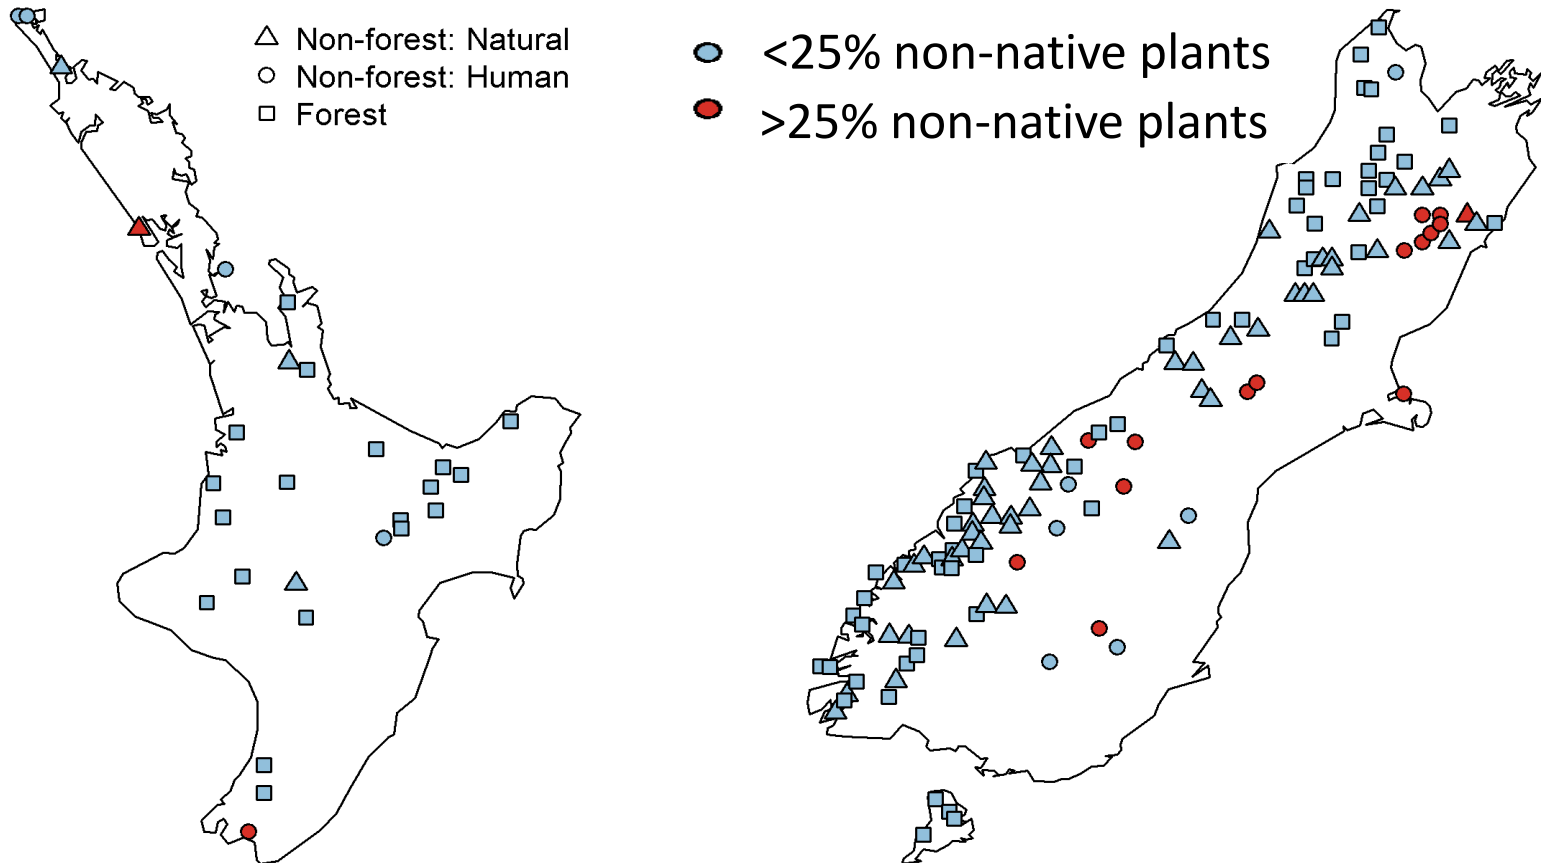 Non-forest: Natural
Non-forest: Human
Forest
<25% non-native plants
>25% non-native plants